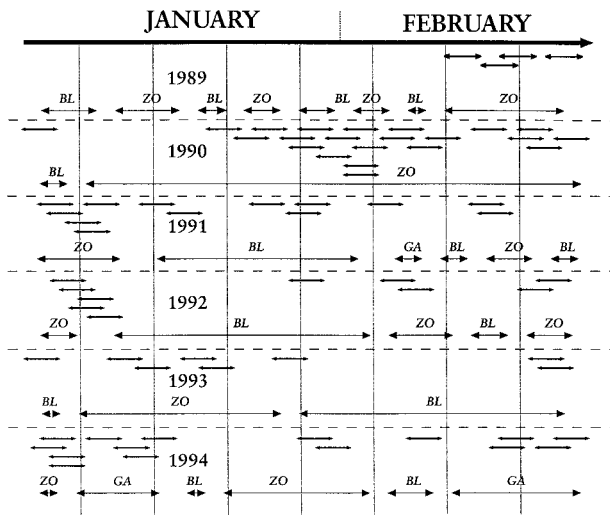 JANUARY FEBRUARY
1989
BL ZO BL ZO BL ZO BL ZO
1990
BL ZO
1991
ZO BL GA BL ZO BL
1992
ZO BL ZO BL ZO
1993
BL ZO BL
1994
ZO GA BL ZO BL GA